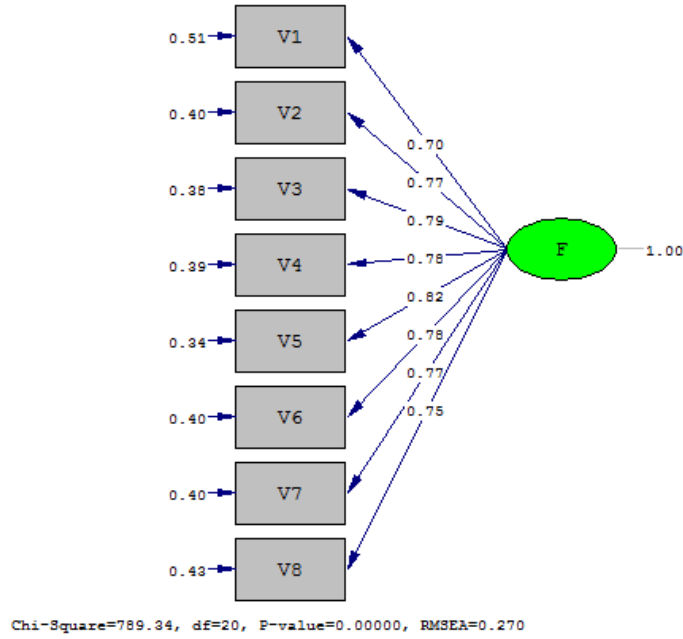 0.51 V1
0.70
0.40 V2
0.77
0.38 V3
0.79
F 1.00
0.39 V4 0.78
0.82
0.34 V5 0.78
0.77
0.40 V6 0.75
0.40 V7
0.43 V8
Chi-Square=789.34, df=20, P-value=0.00000, RMSEA=0.270